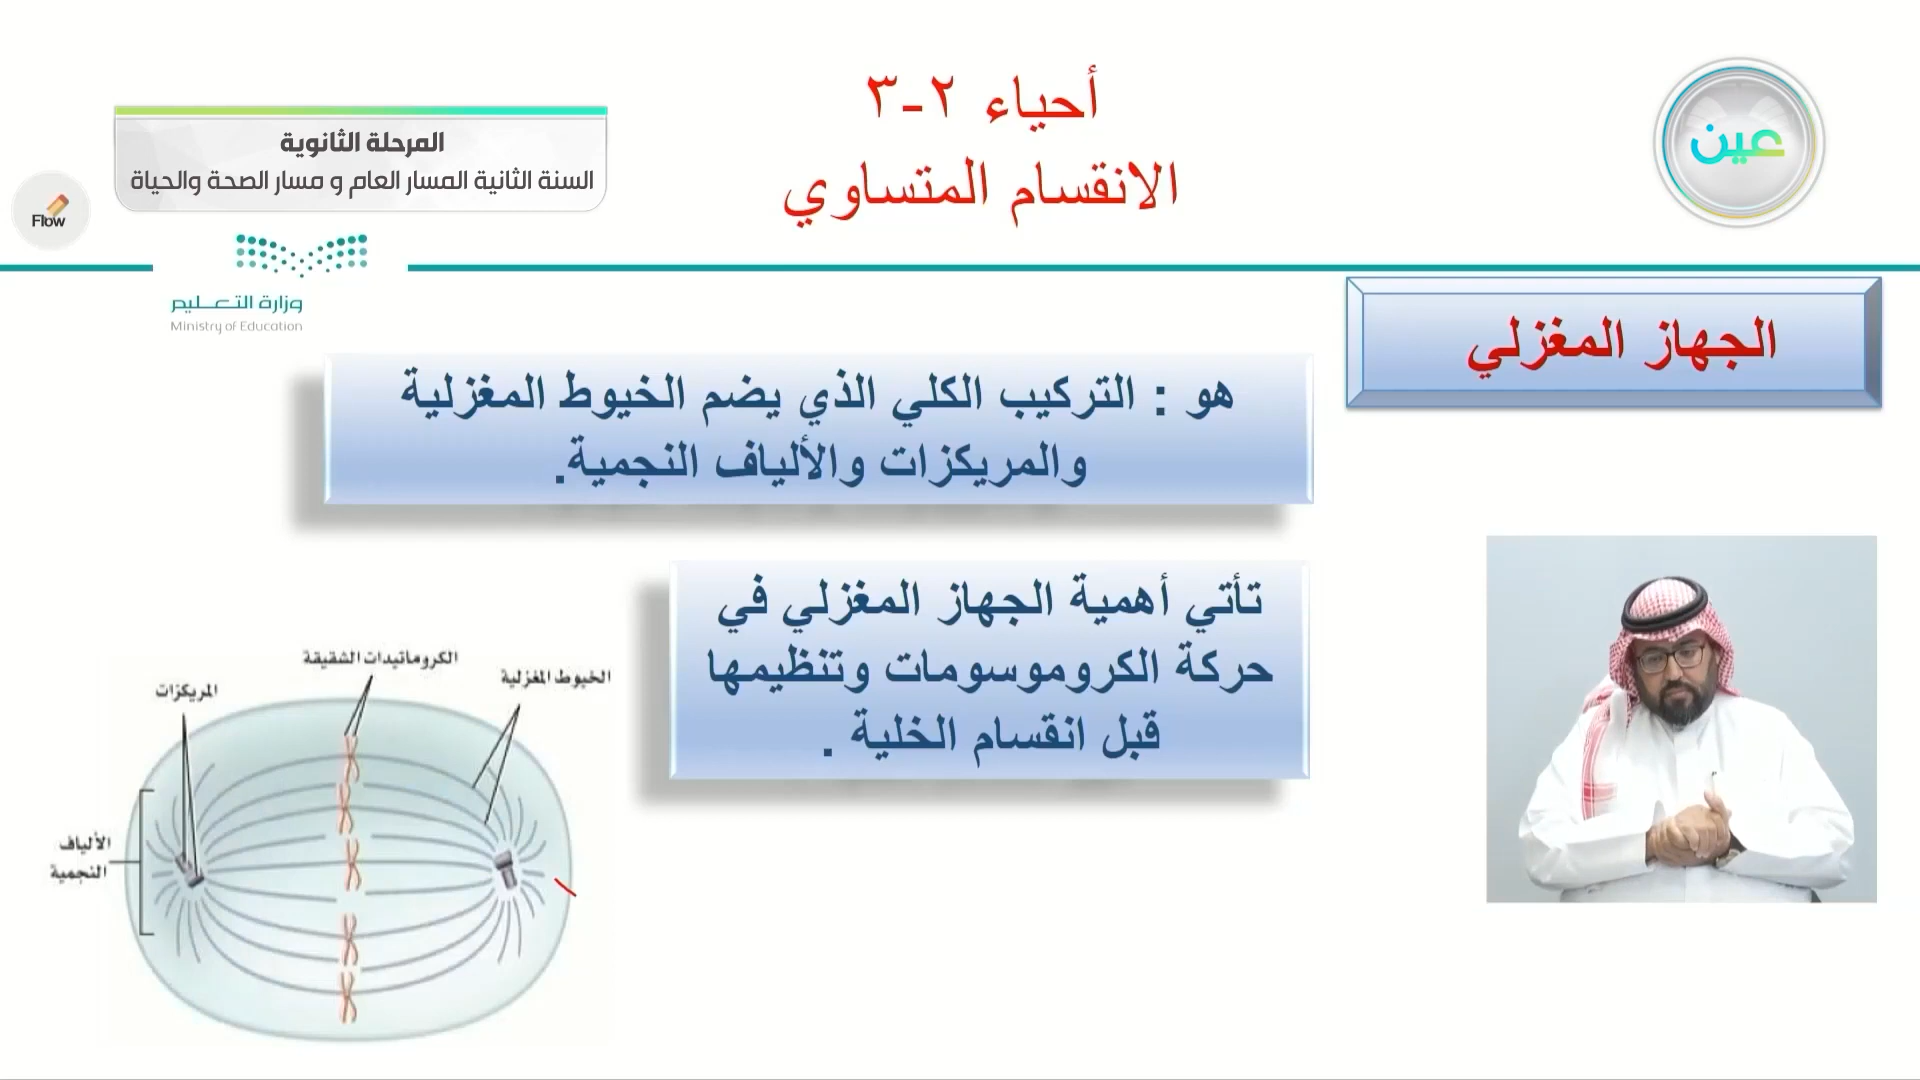 أحياء ٢-٣
الانقسام المتساوي
عين
المرحلة الثانوية
السنة الثانية المسار العام و مسار الصحة والحياة
Flow
وزارة التعليم
Ministry of Education
الجهاز المغزلي
هو : التركيب الكلي الذي يضم الخيوط المغزلية
والمريكزات والألياف النجمية.
تأتي أهمية الجهاز المغزلي في
حركة الكروموسومات وتنظيمها
قبل انقسام الخلية .
الكروماتيدات الشقيقة
الخيوط المغزلية
المريكزات
الألياف
النجمية